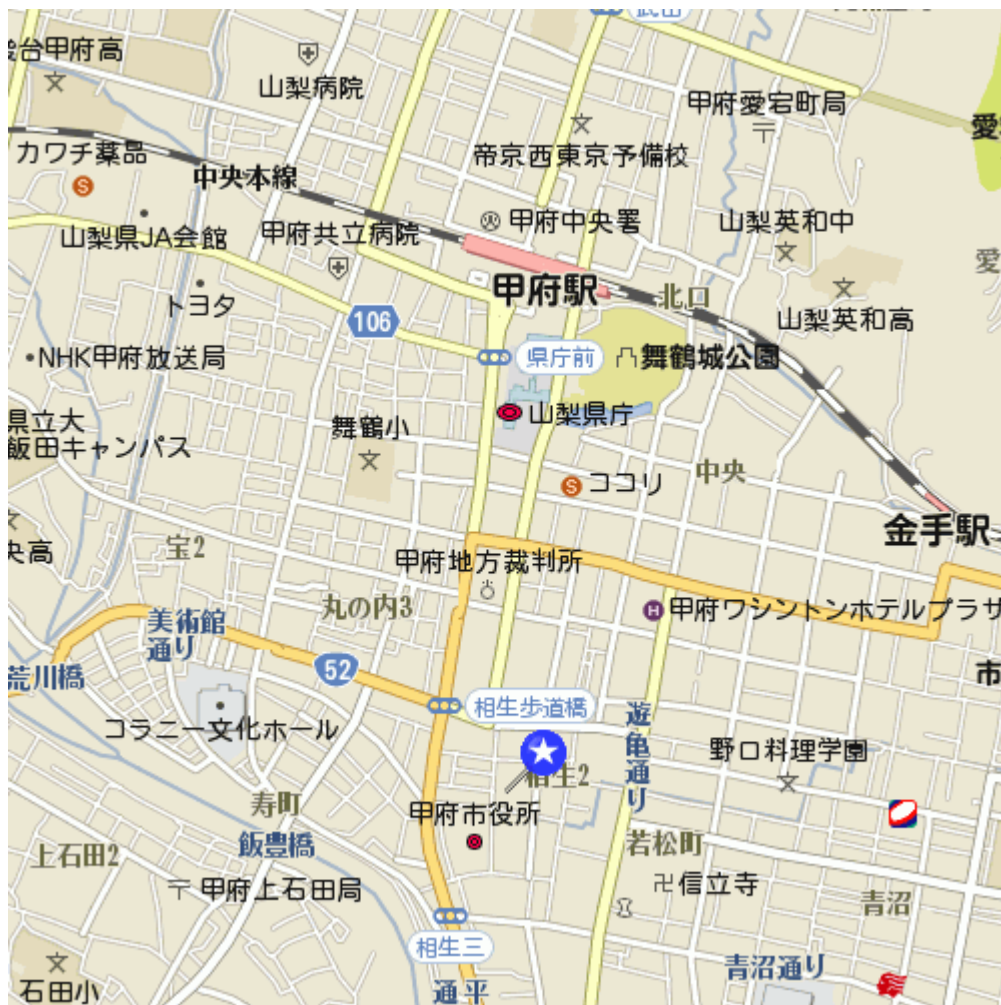 武田
台甲府高
山梨病院
甲府愛宕町局
カワチ薬品
中央本線
帝京西東京予備校
山梨県JA会館
甲府共立病院
甲府中央署
山梨英和中
愛
トヨタ
甲府駅
北口
山梨英和高
106
NHK甲府放送局
県庁前
舞鶴城公園
県立大
飯田キャンパス
舞鶴小
山梨県庁
中央
S
ココリ
金手駅
央高
宝2
甲府地方裁判所
丸の内3
H
甲府ワシントンホテルプラザ
美術館
通り
荒川橋
52
市
コラニー文化ホール
相生歩道橋
遊亀通り
野口料理学園
相生2
寿町
甲府市役所
飯豊橋
若松町
上石田2
〒甲府上石田局
卍信立寺
青沼
相生三
青沼通り
石田小
通
平